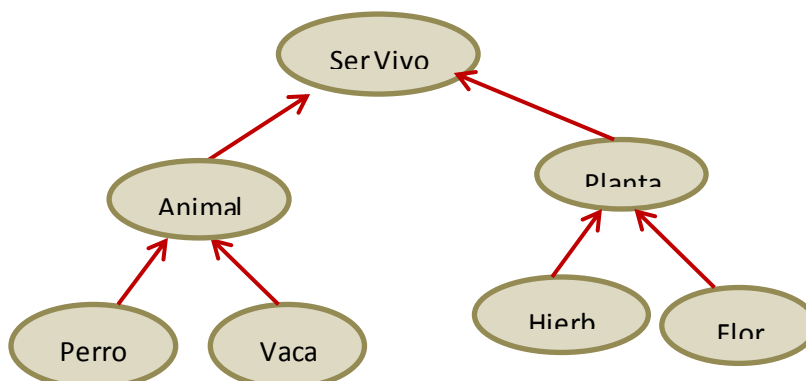 Ser Vivo
Animal
Planta
Perro
Vaca
Hierb
Flor